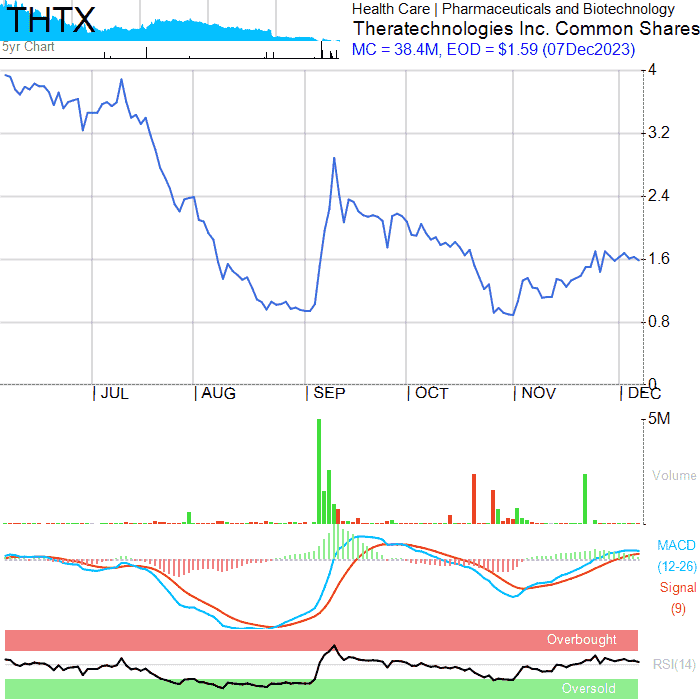 THTX
5yr Chart
Health Care | Pharmaceuticals and Biotechnology
Theratechnologies Inc. Common Shares
MC = 38.4M, EOD = $1.59 (07Dec2023)
4
3.2
2.4
1.6
0.8
0
JUL
AUG
SEP
OCT
NOV
DEC
5M
Volume
MACD
(12-26)
Signal
(9)
Overbought
RSI(14)
Oversold